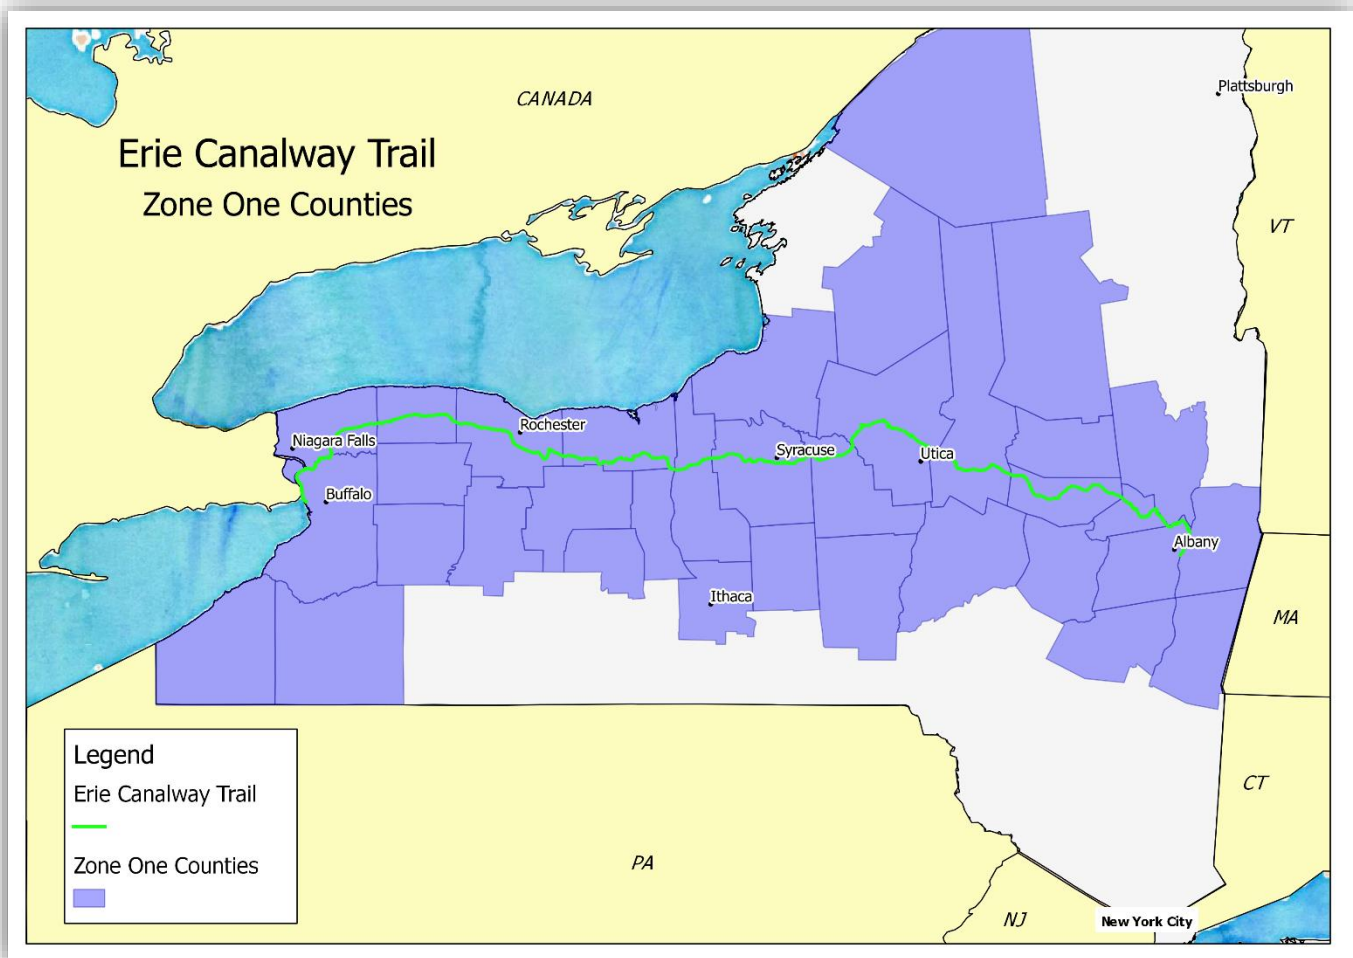 Erie Canalway Trail
Zone One Counties
CANADA
Plattsburgh
VT
Rochester
Niagara Falls
Syracuse
Utica
Buffalo
Albany
Ithaca
MA
Legend
Erie Canalway Trail
Zone One Counties
CT
PA
NJ
New York City